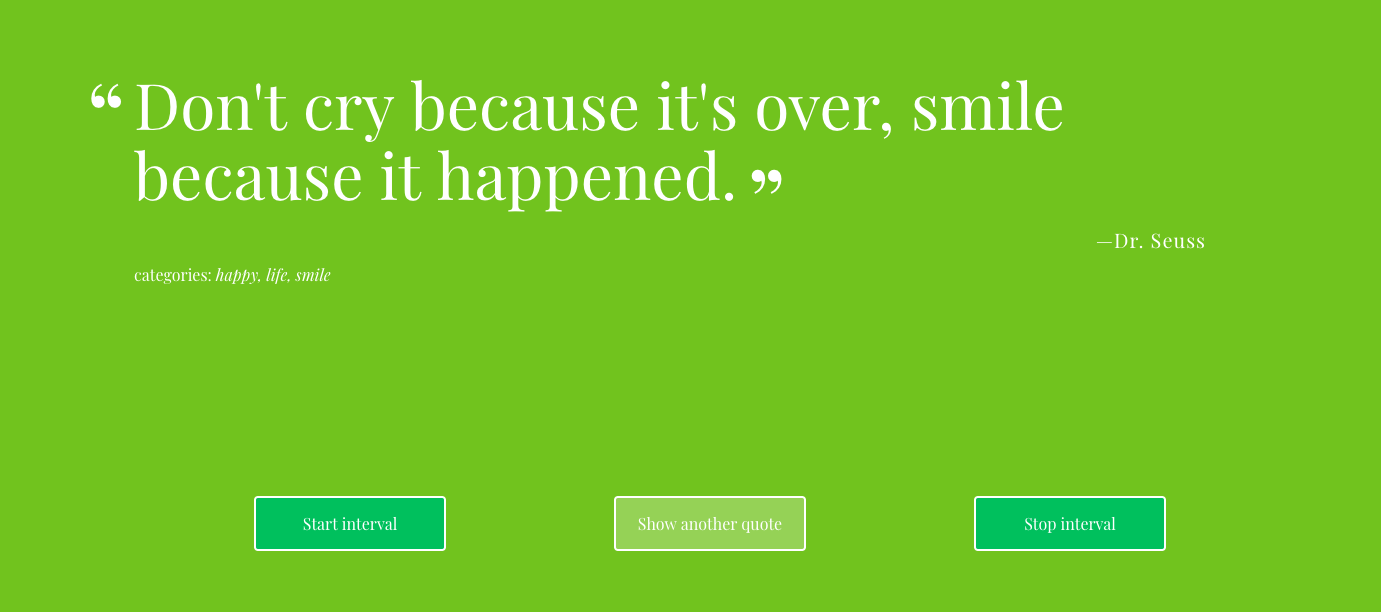 “Don't cry because it's over, smile
because it happened.”
—Dr. Seuss
categories: happy, life, smile
Start interval
Show another quote
Stop interval